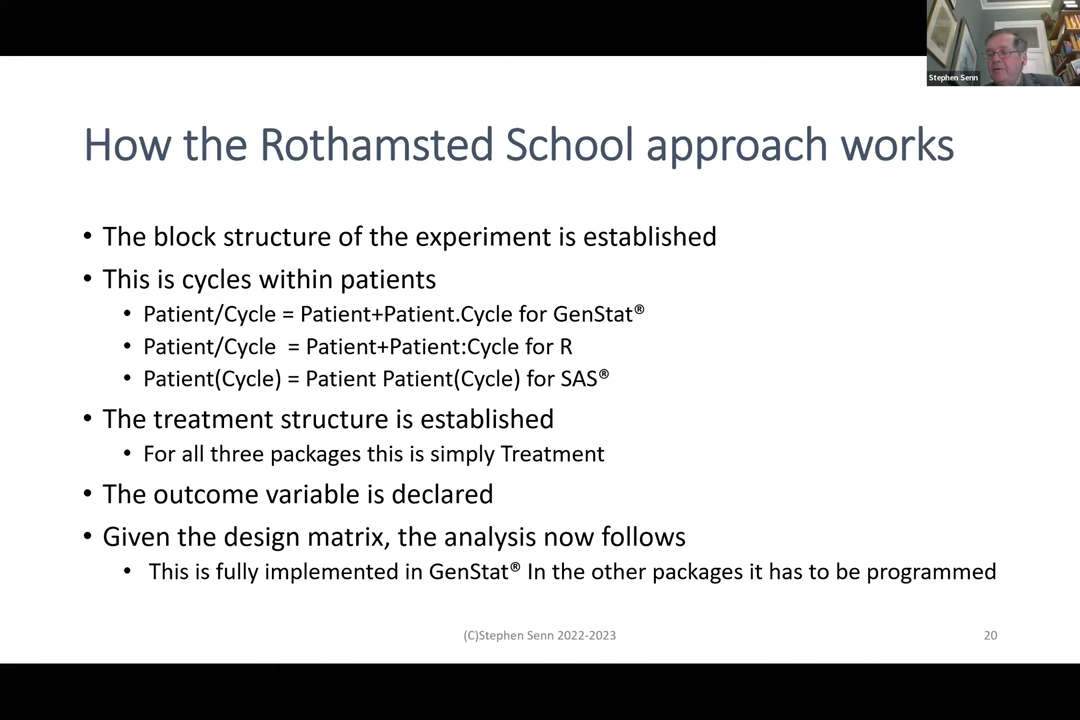 Stephen Senn
How the Rothamsted School approach works
• The block structure of the experiment is established
• This is cycles within patients
• Patient/Cycle = Patient+Patient.Cycle for GenStat®
• Patient/Cycle = Patient+Patient:Cycle for R
• Patient(Cycle) = Patient Patient(Cycle) for SAS®
• The treatment structure is established
• For all three packages this is simply Treatment
• The outcome variable is declared
• Given the design matrix, the analysis now follows
• This is fully implemented in GenStat® In the other packages it has to be programmed
(C)Stephen Senn 2022-2023
20